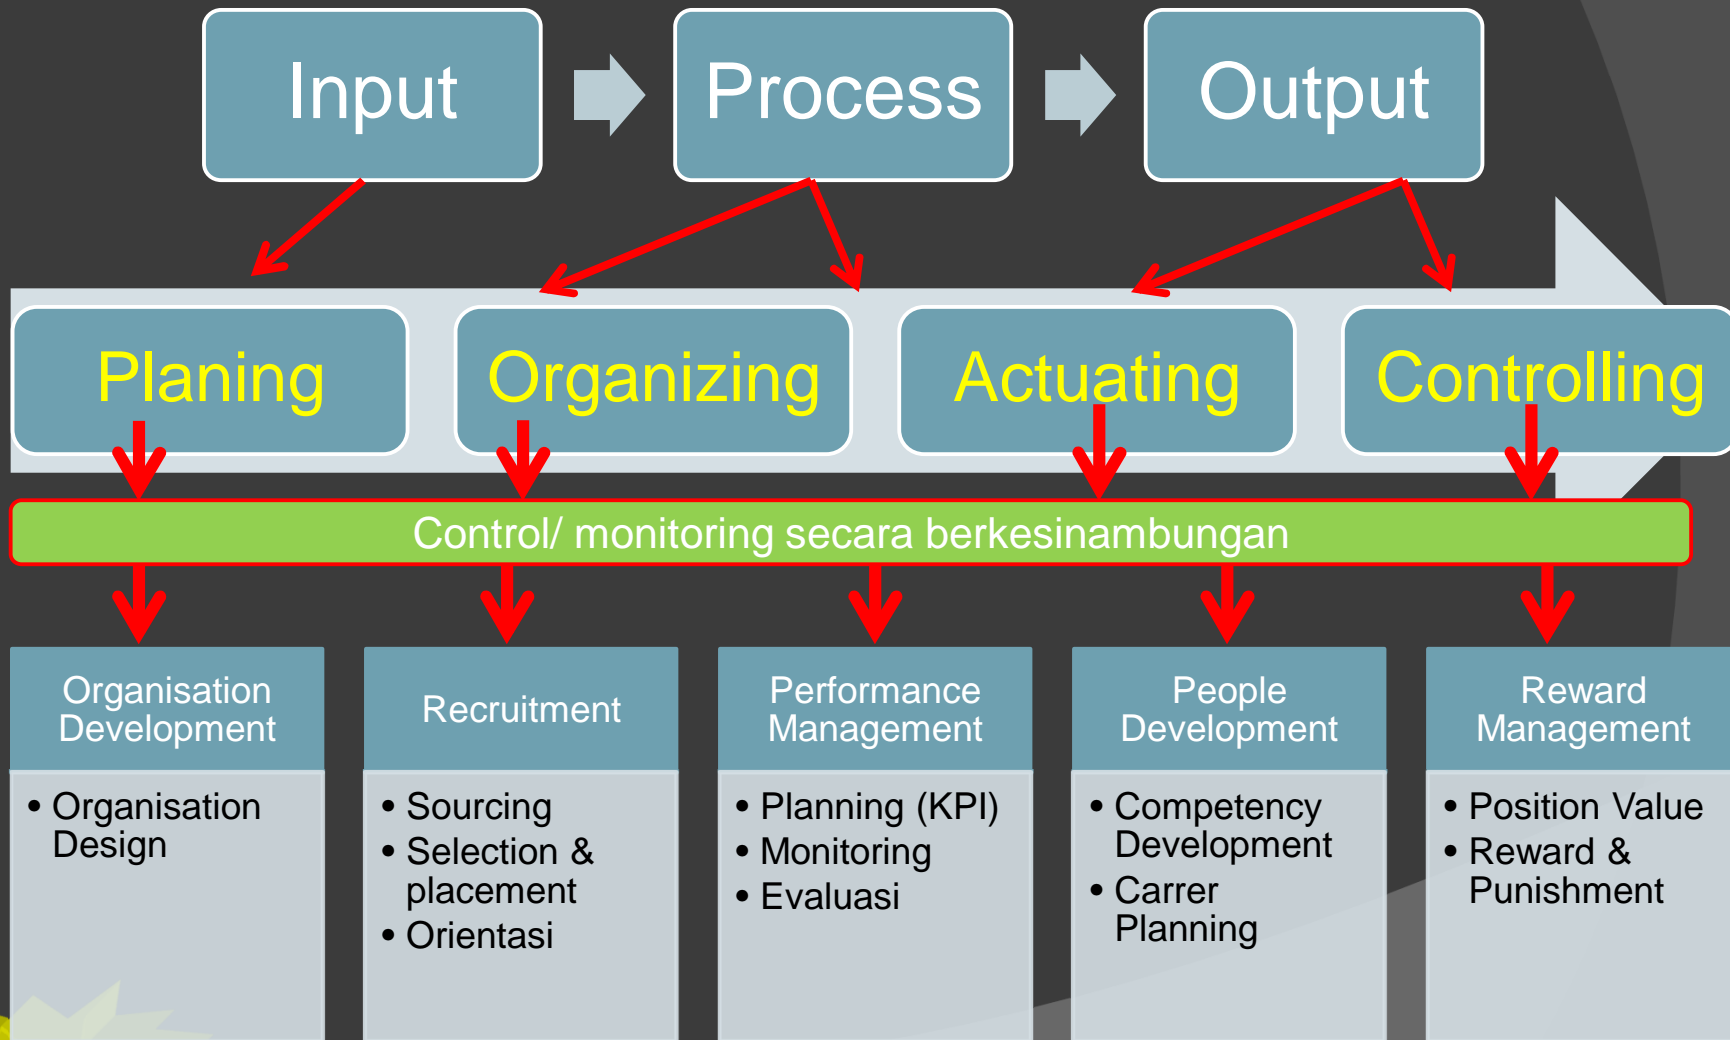 Input
Process
Output
Planing
Organizing
Actuating
Controlling
Control/ monitoring secara berkesinambungan
Organisation
Development
• Organisation
Design
Recruitment
• Sourcing
• Selection &
placement
• Orientasi
Performance
Management
• Planning (KPI)
• Monitoring
• Evaluasi
People
Development
• Competency
Development
• Carrer
Planning
Reward
Management
• Position Value
• Reward &
Punishment